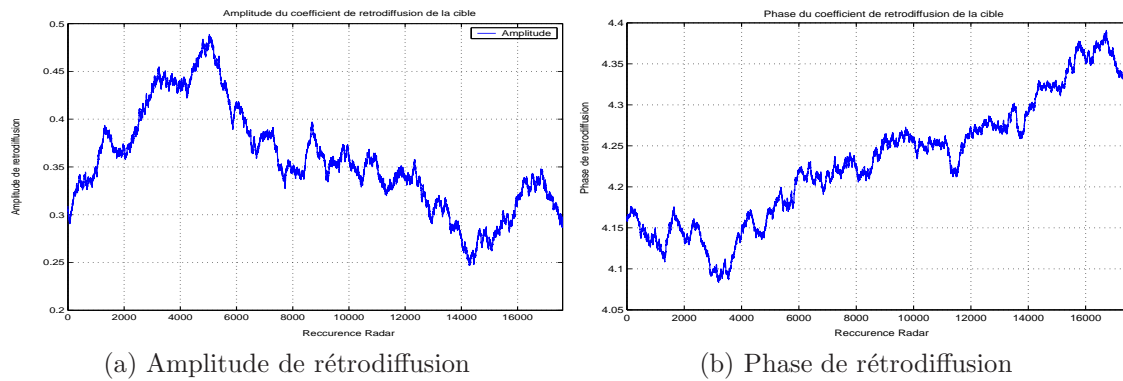 Amplitude du coefficient de retrodiffusion de la cible
0.5
0.45
0.4
0.35
0.3
0.25
0.2
Amplitude de retrodiffusion
Amplitude
0 2000 4000 6000 8000 10000 12000 14000 16000
Reccurence Radar
(a) Amplitude de rétrodiffusion
Phase du coefficient de retrodiffusion de la cible
4.4
4.35
4.3
4.25
4.2
4.15
4.1
4.05
Phase de retrodiffusion
0 2000 4000 6000 8000 10000 12000 14000 16000
Reccurence Radar
(b) Phase de rétrodiffusion